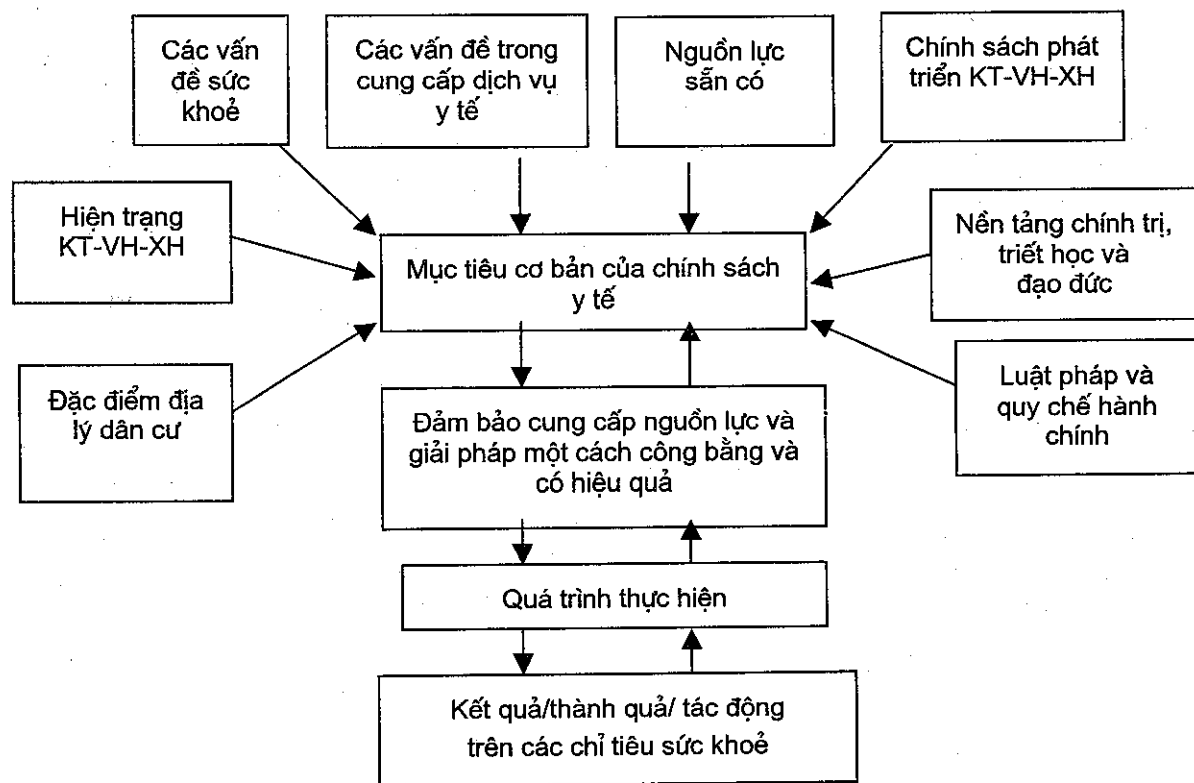 Các vấn
đề sức
khoẻ
Các vấn đề trong
cung cấp dịch vụ
y tế
Nguồn lực
sẵn có
Chính sách phát
triển KT-VH-XH
Hiện trạng
KT-VH-XH
Mục tiêu cơ bản của chính sách
y tế
Nền tảng chính trị,
triết học và
đạo đức
Đặc điểm địa
lý dân cư
Đảm bảo cung cấp nguồn lực và
giải pháp một cách công bằng và
có hiệu quả
Luật pháp và
quy chế hành
chính
Quá trình thực hiện
Kết quả/thành quả/ tác động
trên các chỉ tiêu sức khoẻ